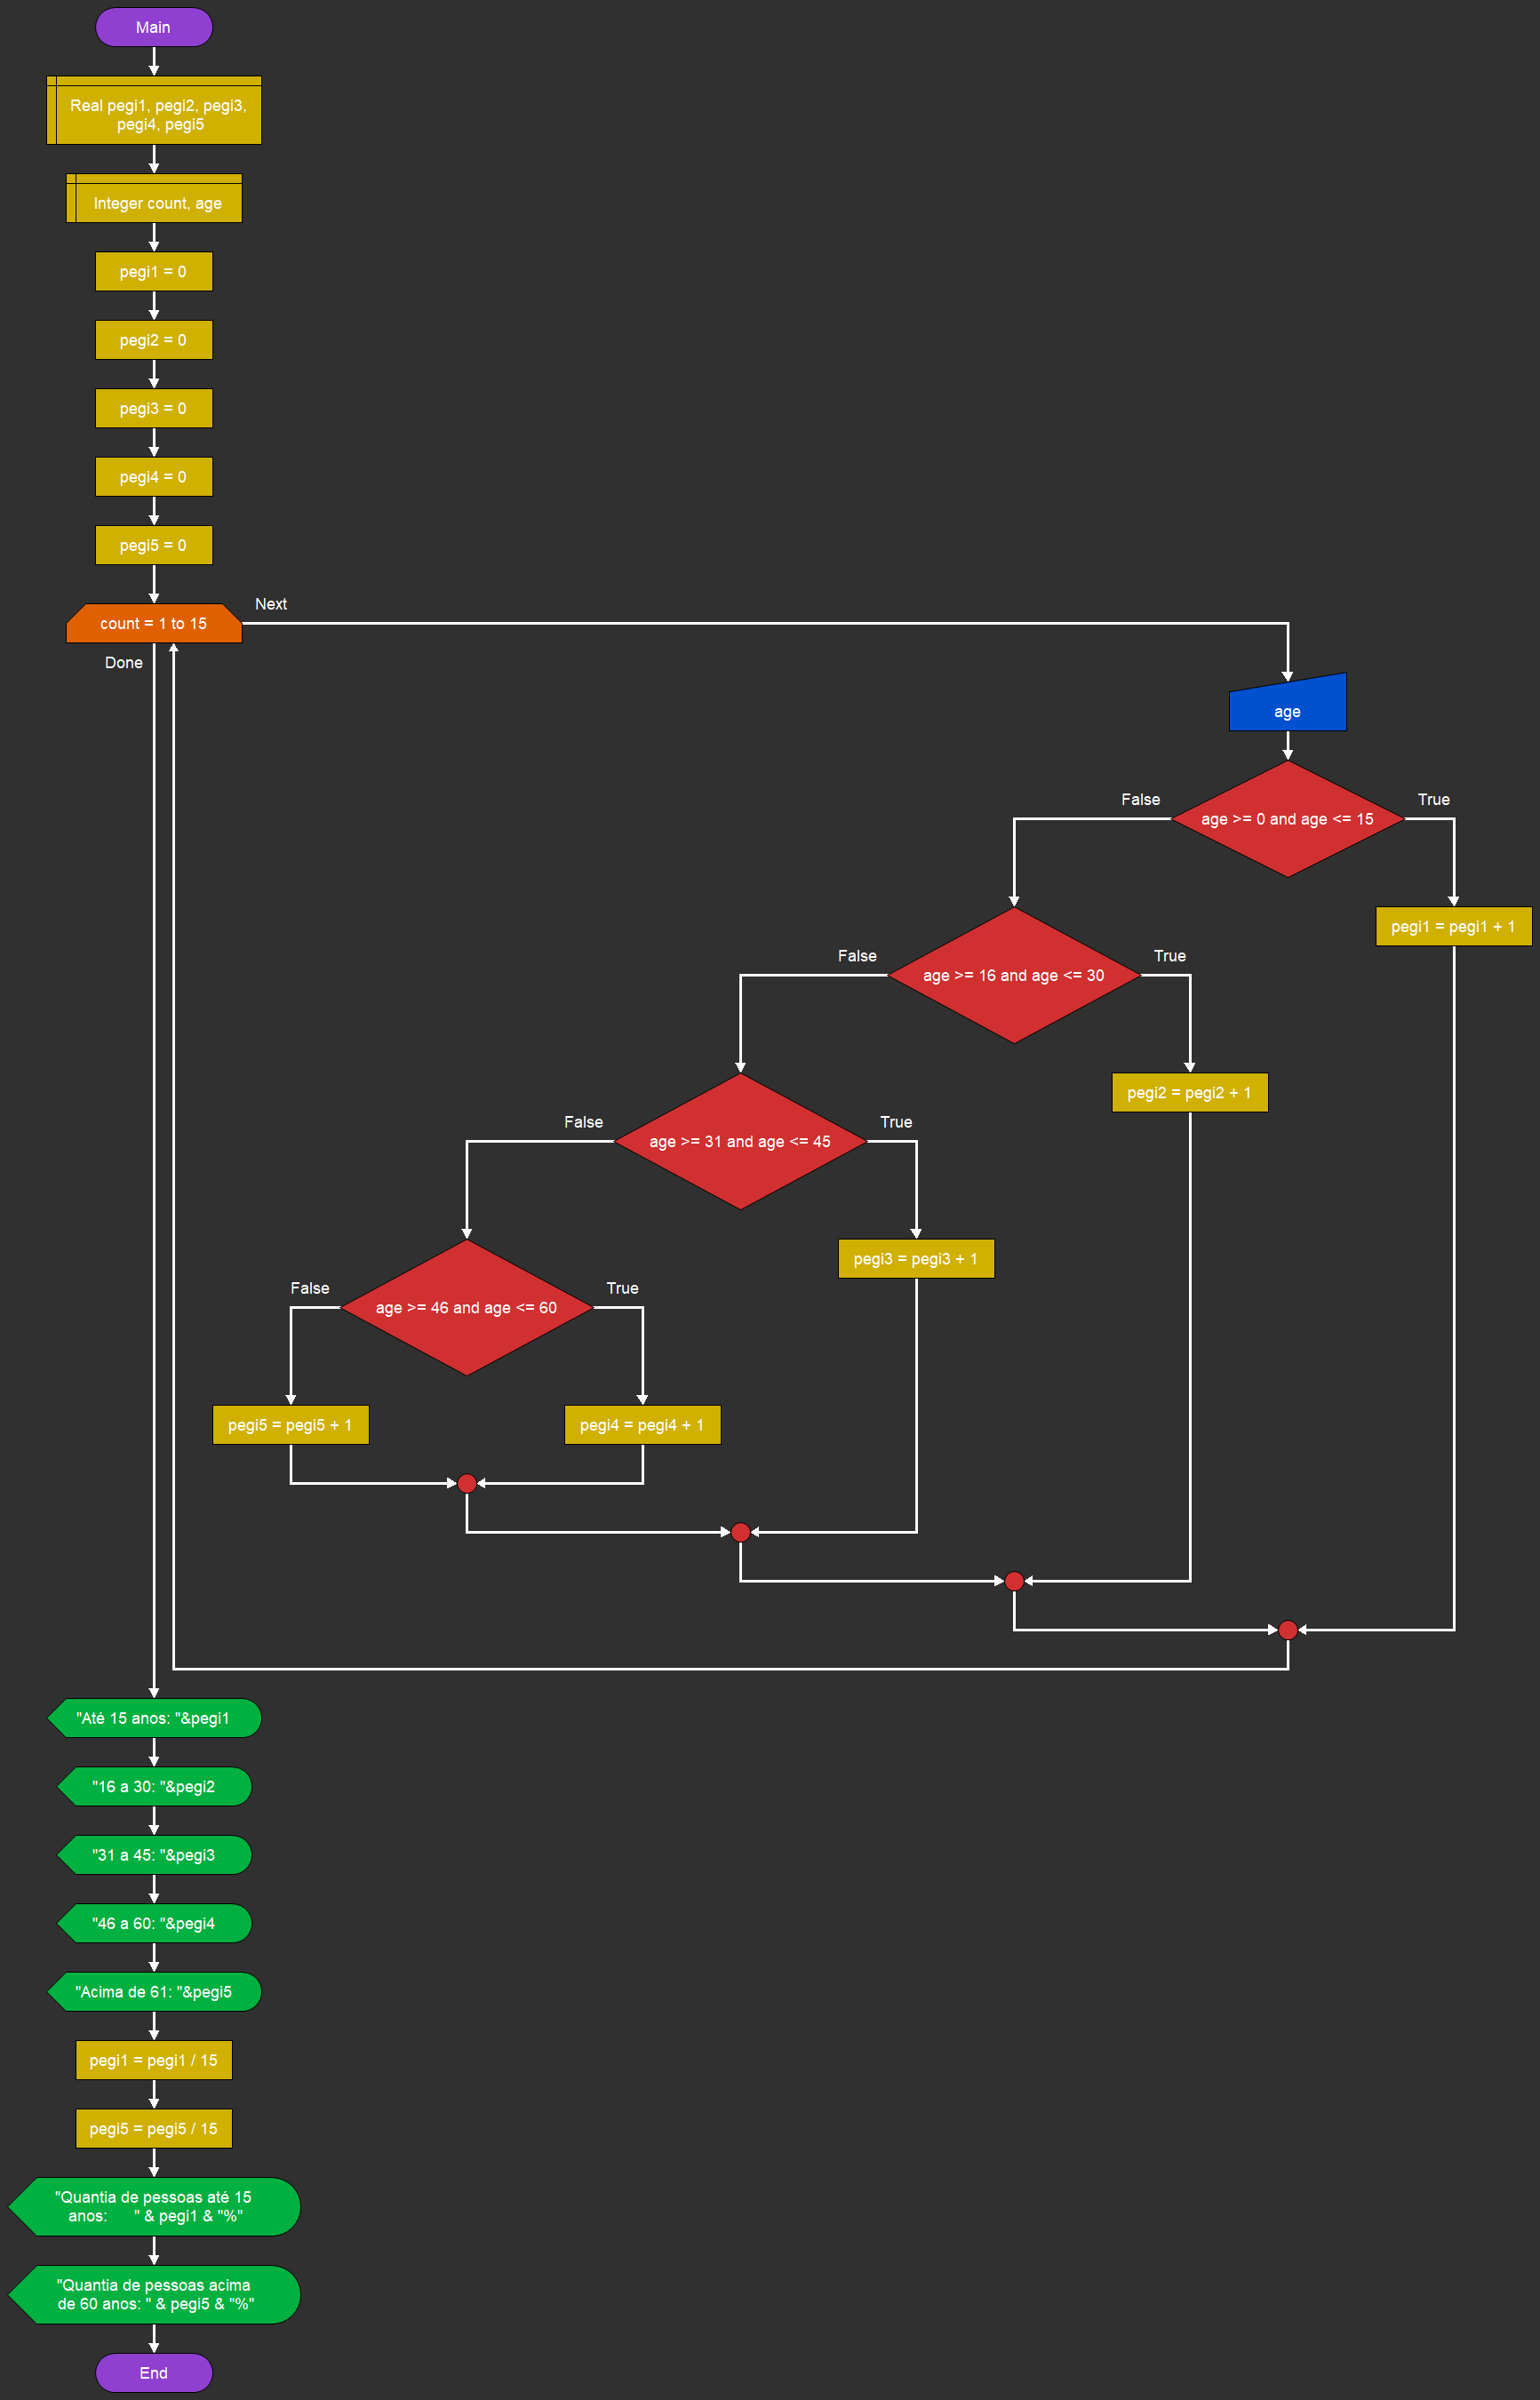 Main
Real pegi1, pegi2, pegi3,
pegi4, pegi5
Integer count, age
pegi1 = 0
pegi2 = 0
pegi3 = 0
pegi4 = 0
pegi5 = 0
count = 1 to 15
Next
Done
age
age >= 0 and age <= 15
False
True
pegi1 = pegi1 + 1
age >= 16 and age <= 30
False
True
pegi2 = pegi2 + 1
age >= 31 and age <= 45
False
True
pegi3 = pegi3 + 1
age >= 46 and age <= 60
False
True
pegi5 = pegi5 + 1
pegi4 = pegi4 + 1
"Até 15 anos: "&pegi1
"16 a 30: "&pegi2
"31 a 45: "&pegi3
"46 a 60: "&pegi4
"Acima de 61: "&pegi5
pegi1 = pegi1 / 15
pegi5 = pegi5 / 15
"Quantia de pessoas até 15
anos:      " & pegi1 & "%"
"Quantia de pessoas acima
de 60 anos: " & pegi5 & "%"
End